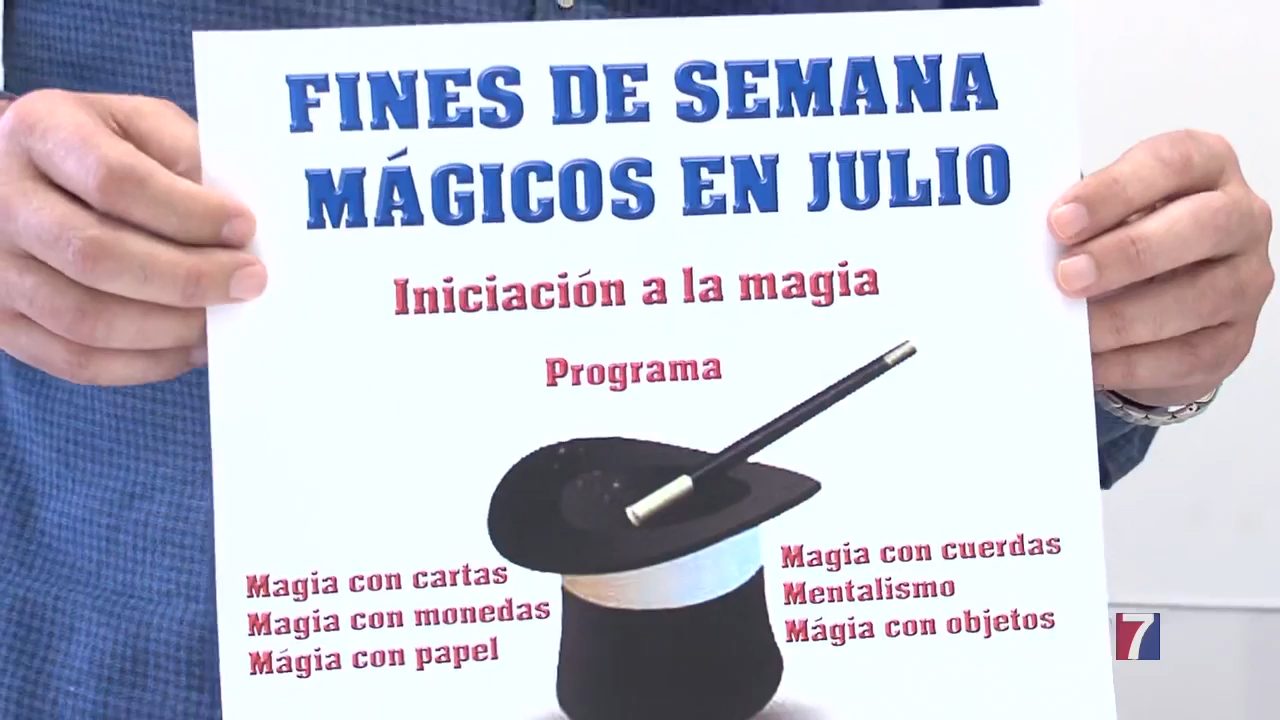 FINES DE SEMANA
MÁGICOS EN JULIO
Iniciación a la magia
Programa
Magia con cartas
Magia con monedas
Mágia con papel
Magia con cuerdas
Mentalismo
Mágia con objetos
7